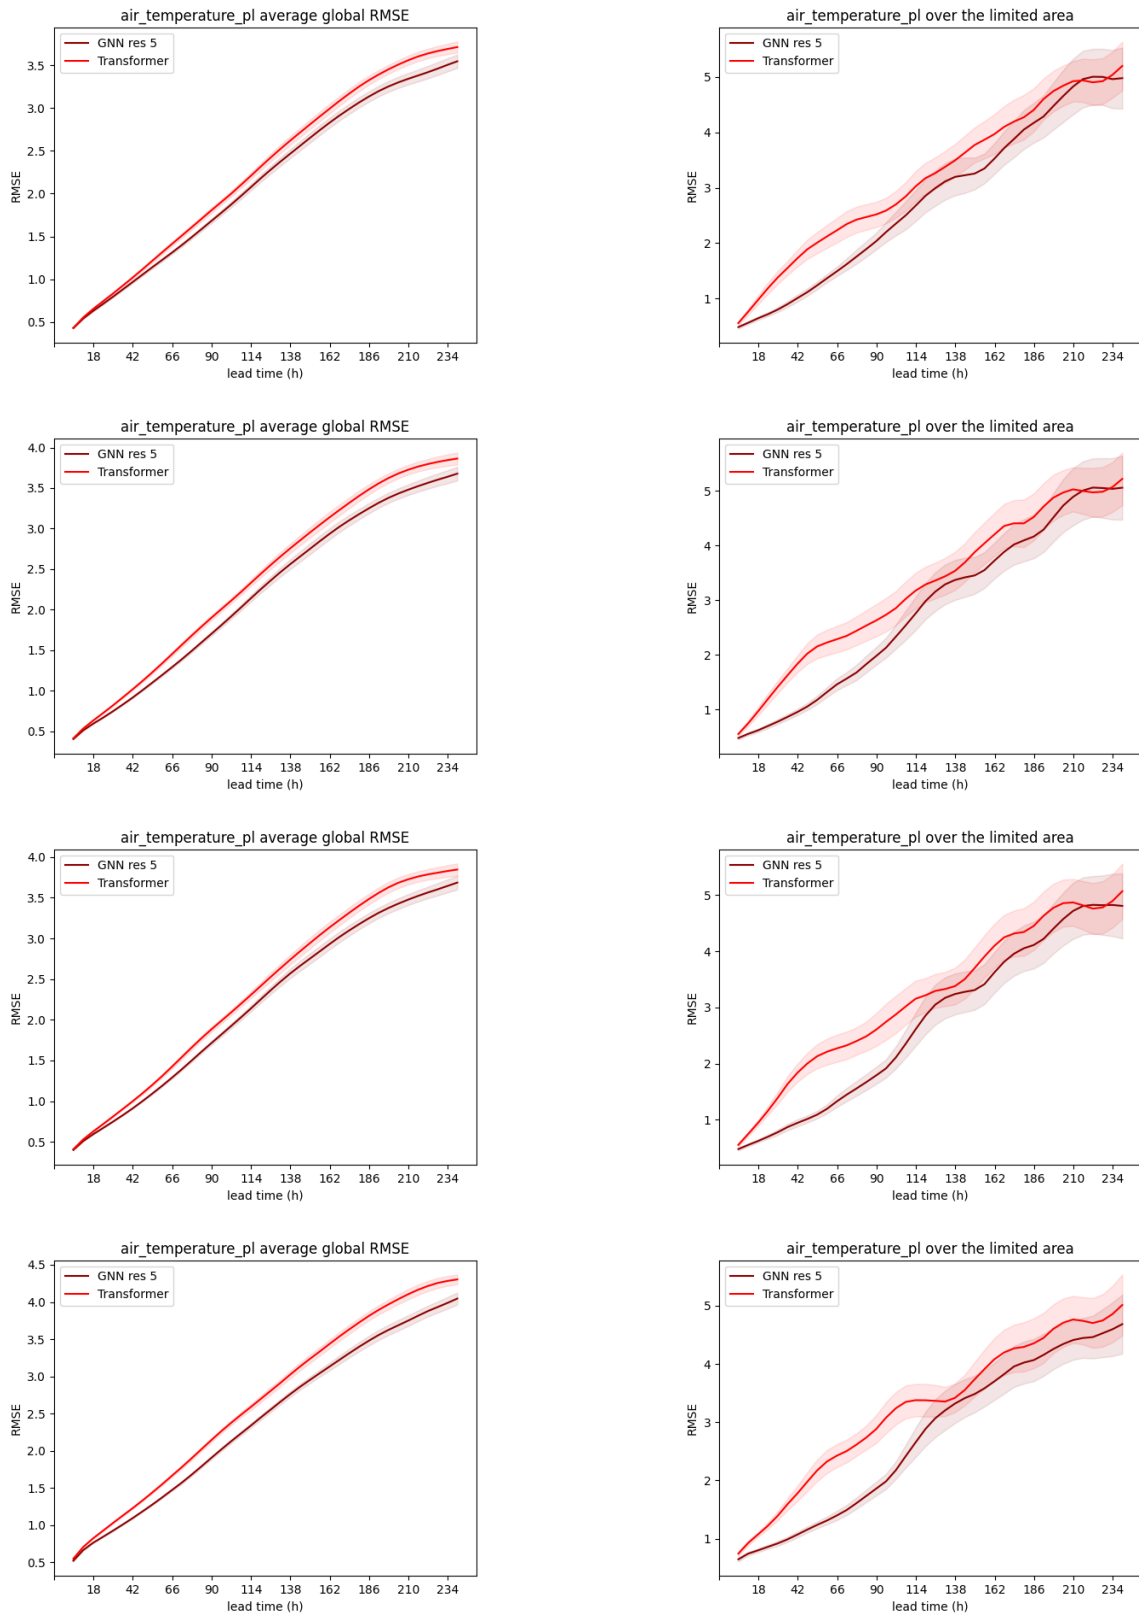 air_temperature_pl average global RMSE
GNN res 5
Transformer
3.5
3.0
2.5
2.0
1.5
1.0
0.5
RMSE
18 42 66 90 114 138 162 186 210 234
lead time (h)
air_temperature_pl over the limited area
GNN res 5
Transformer
5
4
3
2
1
RMSE
18 42 66 90 114 138 162 186 210 234
lead time (h)
air_temperature_pl average global RMSE
GNN res 5
Transformer
4.0
3.5
3.0
2.5
2.0
1.5
1.0
0.5
RMSE
18 42 66 90 114 138 162 186 210 234
lead time (h)
air_temperature_pl over the limited area
GNN res 5
Transformer
5
4
3
2
1
RMSE
18 42 66 90 114 138 162 186 210 234
lead time (h)
air_temperature_pl average global RMSE
GNN res 5
Transformer
4.0
3.5
3.0
2.5
2.0
1.5
1.0
0.5
RMSE
18 42 66 90 114 138 162 186 210 234
lead time (h)
air_temperature_pl over the limited area
GNN res 5
Transformer
5
4
3
2
1
RMSE
18 42 66 90 114 138 162 186 210 234
lead time (h)
air_temperature_pl average global RMSE
GNN res 5
Transformer
4.5
4.0
3.5
3.0
2.5
2.0
1.5
1.0
0.5
RMSE
18 42 66 90 114 138 162 186 210 234
lead time (h)
air_temperature_pl over the limited area
GNN res 5
Transformer
5
4
3
2
1
RMSE
18 42 66 90 114 138 162 186 210 234
lead time (h)